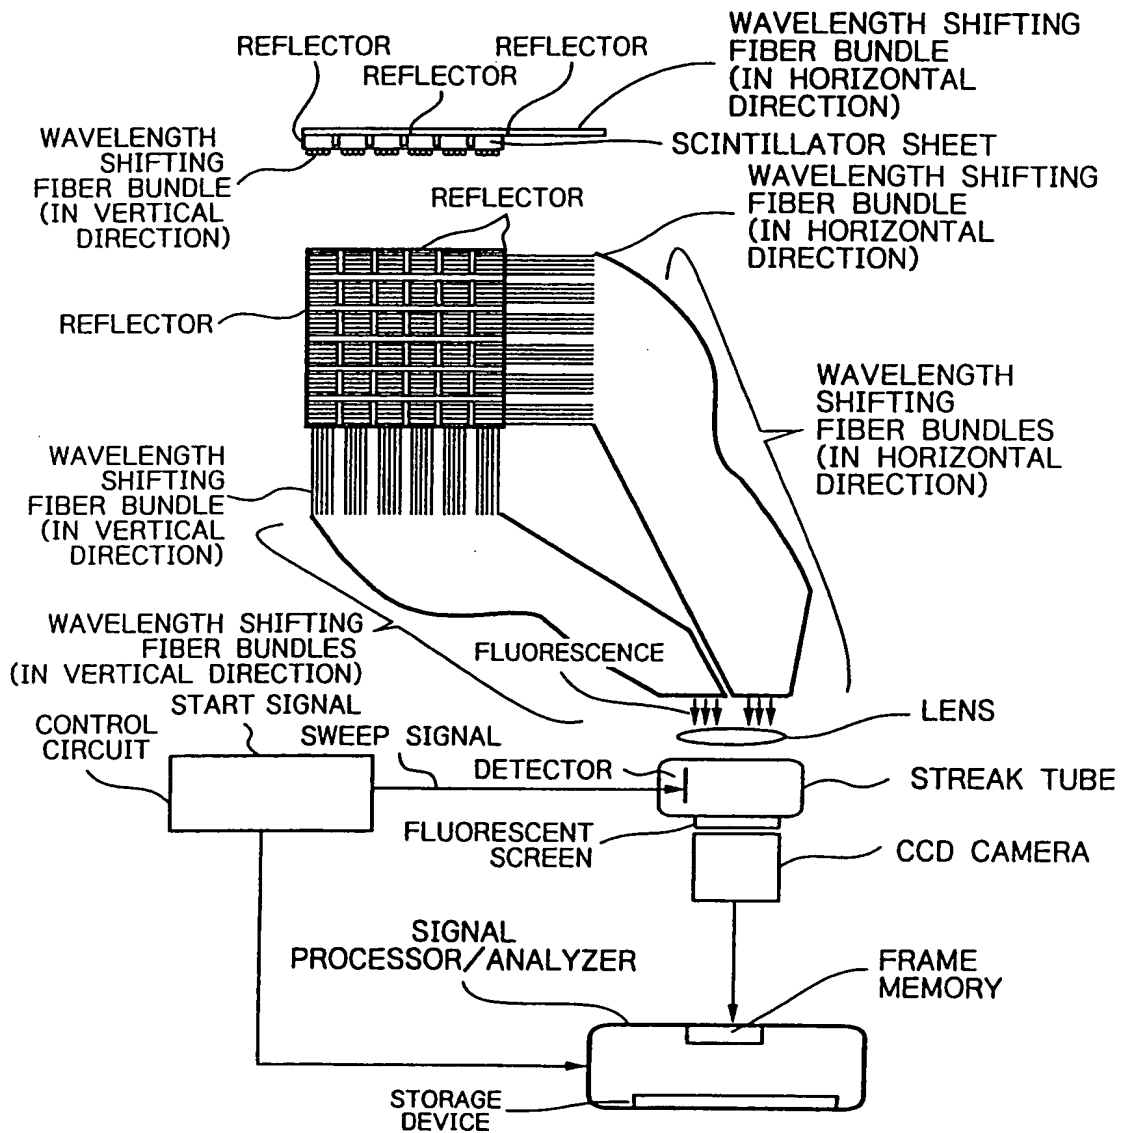 WAVELENGTH SHIFTING
FIBER BUNDLE
(IN HORIZONTAL
DIRECTION)
REFLECTOR
REFLECTOR
REFLECTOR
WAVELENGTH
SHIFTING
FIBER BUNDLE
(IN VERTICAL
DIRECTION)
SCINTILLATOR SHEET
WAVELENGTH SHIFTING
FIBER BUNDLE
(IN HORIZONTAL
DIRECTION)
REFLECTOR
REFLECTOR
WAVELENGTH
SHIFTING
FIBER BUNDLES
(IN HORIZONTAL
DIRECTION)
WAVELENGTH
SHIFTING
FIBER BUNDLE
(IN VERTICAL
DIRECTION)
WAVELENGTH SHIFTING
FIBER BUNDLES
(IN VERTICAL DIRECTION)
FLUORESCENCE
START SIGNAL
CONTROL
CIRCUIT
SWEEP SIGNAL
LENS
DETECTOR
STREAK TUBE
FLUORESCENT
SCREEN
CCD CAMERA
SIGNAL
PROCESSOR/ANALYZER
FRAME
MEMORY
STORAGE
DEVICE